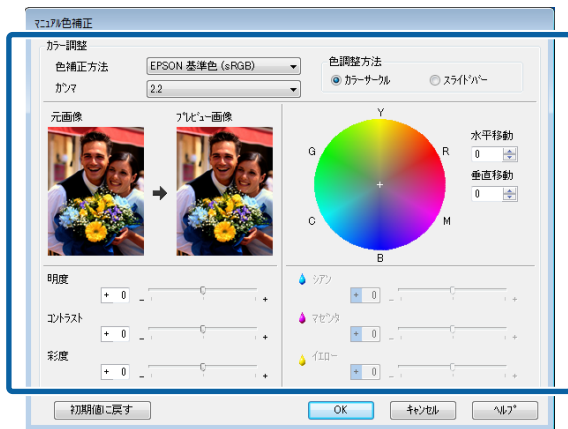 マニュアル色補正
カラー調整
色補正方法
EPSON 基準色 (sRGB)
ガンマ
2.2
色調整方法
カラーサークル
スライドバー
元画像
プレビュー画像
Y
G
R
C
M
B
水平移動
0
垂直移動
0
明度
+ 0
- +
コントラスト
+ 0
- +
彩度
+ 0
- +
シアン
+ 0
- +
マゼンタ
+ 0
- +
イエロー
+ 0
- +
初期値に戻す
OK
キャンセル
ヘルプ